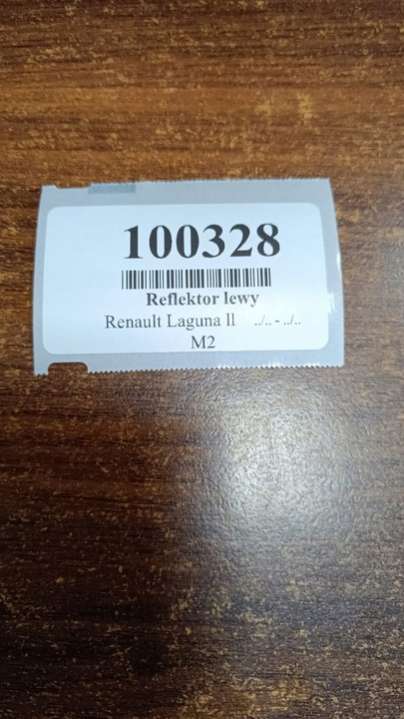 100328
Reflektor lewy
Renault Laguna II ../.. - ../..
M2